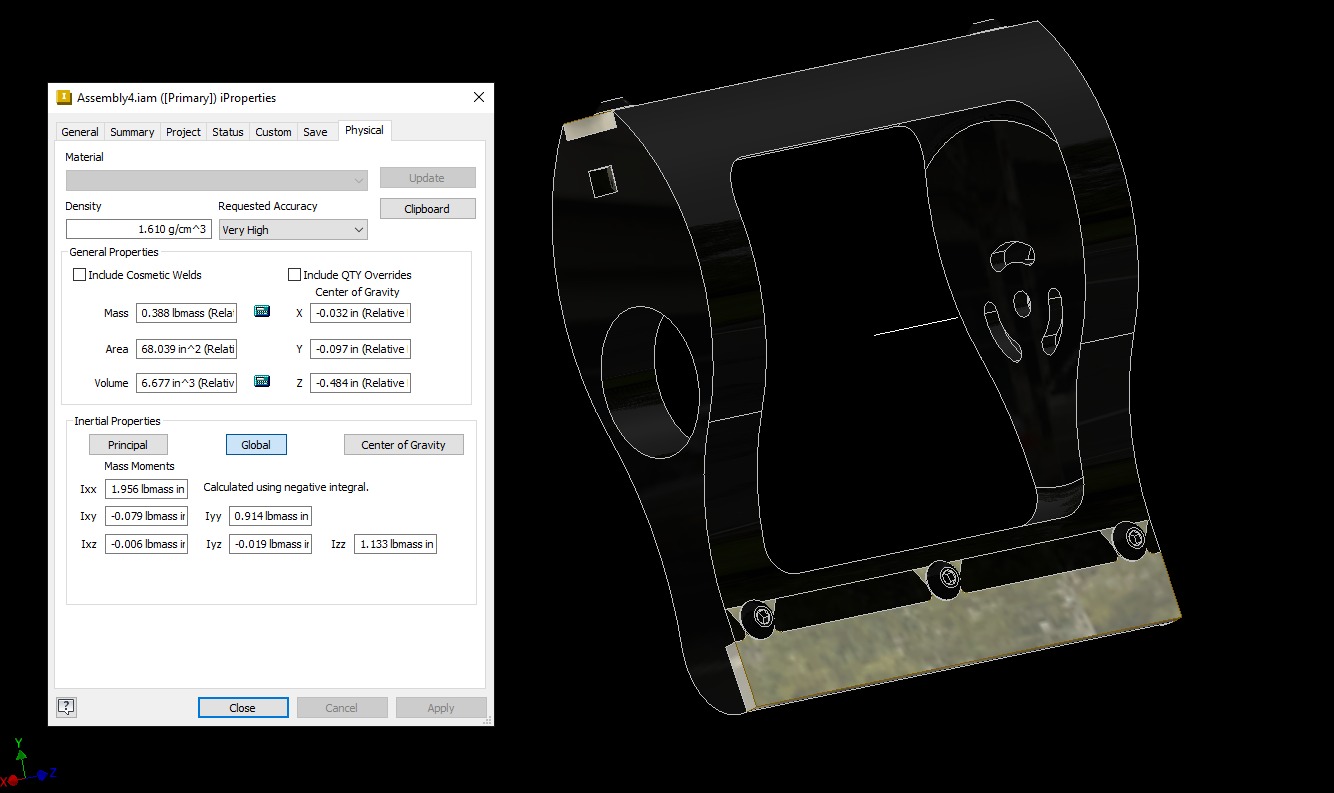 Assembly4.iam ([Primary]) iProperties
General Summary Project Status Custom Save Physical
Material
Update
Density Requested Accuracy
Clipboard
1.610 g/cm^3 Very High
General Properties
Include Cosmetic Welds Include QTY Overrides
Center of Gravity
Mass 0.388 lbmass (Rela X -0.032 in (Relative
Area 68.039 in^2 (Relati Y -0.097 in (Relative
Volume 6.677 in^3 (Relativ Z -0.484 in (Relative
Inertial Properties
Principal Global Center of Gravity
Mass Moments
Ixx 1.956 lbmass in Calculated using negative integral.
Ixy -0.079 lbmass ir Iyy 0.914 lbmass in
Ixz -0.006 lbmass ir Iyz -0.019 lbmass ir Izz 1.133 lbmass in
? Close Cancel Apply
Y
X Z